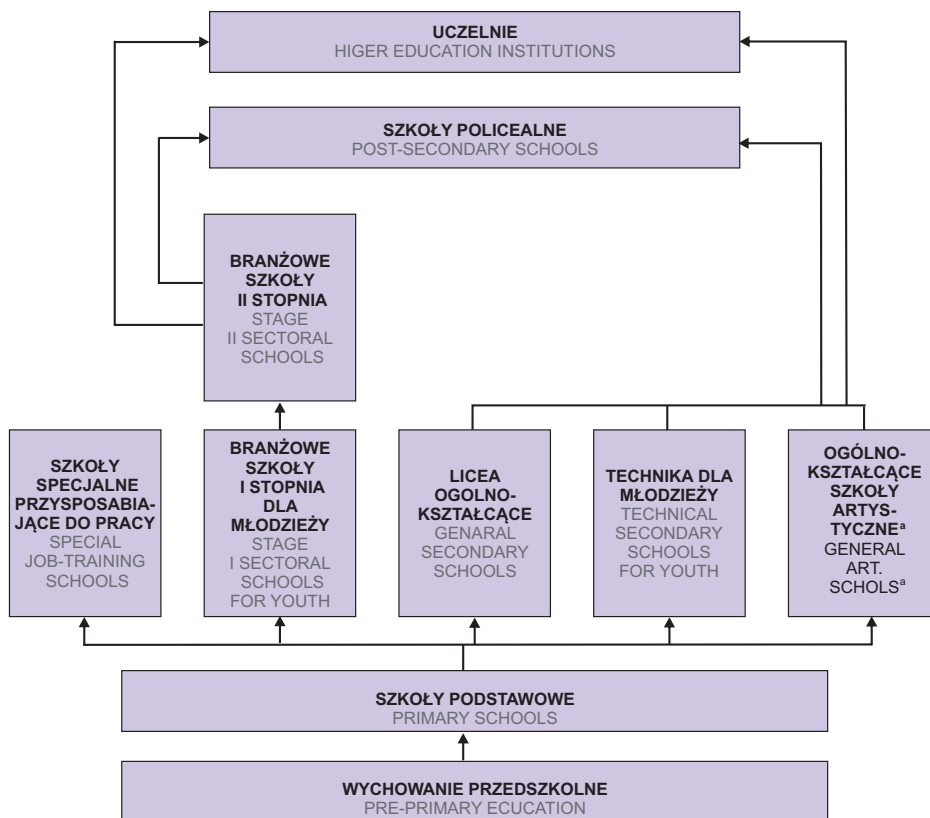 UCZELNIE
HIGER EDUCATION INSTITUTIONS
SZKOŁY POLICEALNE
POST-SECONDARY SCHOOLS
BRANŻOWE
SZKOŁY
II STOPNIA
STAGE
II SECTORAL
SCHOOLS
SZKOŁY
SPECJALNE
PRZYSPOSABIA-
JĄCE DO PRACY
SPECIAL
JOB-TRAINING
SCHOOLS
BRANŻOWE
SZKOŁY
I STOPNIA
DLA
MŁODZIEŻY
STAGE
I SECTORAL
SCHOOLS
FOR YOUTH
LICEA
OGOLNO-
KSZTAŁCĄCE
GENARAL
SECONDARY
SCHOOLS
TECHNIKA DLA
MŁODZIEŻY
TECHNICAL
SECONDARY
SCHOOLS
FOR YOUTH
OGÓLNO-
KSZTAŁCĄCE
SZKOŁY
ARTYS-
TYCZNEª
GENERAL
ART.
SCHOLSª
SZKOŁY PODSTAWOWE
PRIMARY SCHOOLS
WYCHOWANIE PRZEDSZKOLNE
PRE-PRIMARY ECUCATION